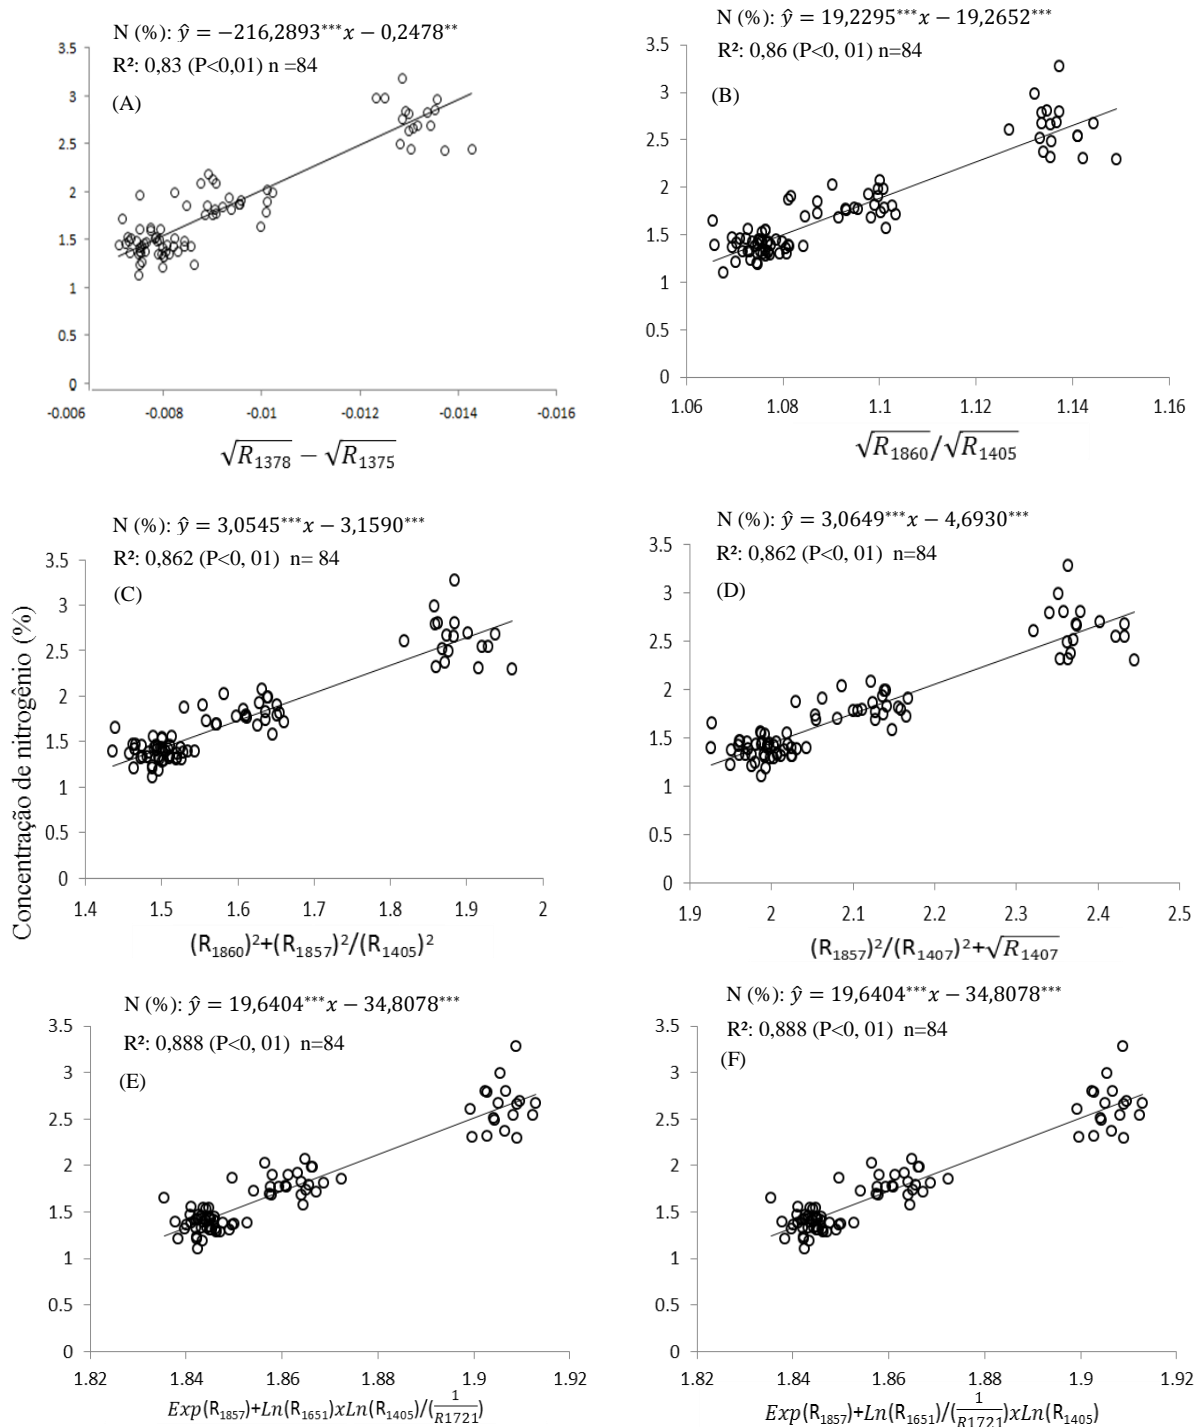 N (%): ŷ = −216,2893***x − 0,2478**
R²: 0,83 (P<0,01) n =84
(A)
3.5
3
2.5
2
1.5
1
0.5
0
-0.006 -0.008 -0.01 -0.012 -0.014 -0.016
√R1378 − √R1375
N (%): ŷ = 19,2295***x − 19,2652***
R²: 0,86 (P<0, 01) n=84
(B)
3.5
3
2.5
2
1.5
1
0.5
0
1.06 1.08 1.1 1.12 1.14 1.16
√R1860/√R1405
Concentração de nitrogênio (%)
N (%): ŷ = 3,0545***x − 3,1590***
R²: 0,862 (P<0, 01) n= 84
(C)
3.5
3
2.5
2
1.5
1
0.5
0
1.4 1.5 1.6 1.7 1.8 1.9 2
(R1860)²+(R1857)²/(R1405)²
N (%): ŷ = 3,0649***x − 4,6930***
R²: 0,862 (P<0, 01) n=84
(D)
3.5
3
2.5
2
1.5
1
0.5
0
1.9 2 2.1 2.2 2.3 2.4 2.5
(R1857)²/(R1407)²+√R1407
N (%): ŷ = 19,6404***x − 34,8078***
R²: 0,888 (P<0, 01) n=84
(E)
3.5
3
2.5
2
1.5
1
0.5
0
1.82 1.84 1.86 1.88 1.9 1.92
Exp(R1857)+Ln(R1651)xLn(R1405)/(1/R1721)
N (%): ŷ = 19,6404***x − 34,8078***
R²: 0,888 (P<0, 01) n=84
(F)
3.5
3
2.5
2
1.5
1
0.5
0
1.82 1.84 1.86 1.88 1.9 1.92
Exp(R1857)+Ln(R1651)/(1/R1721)xLn(R1405)